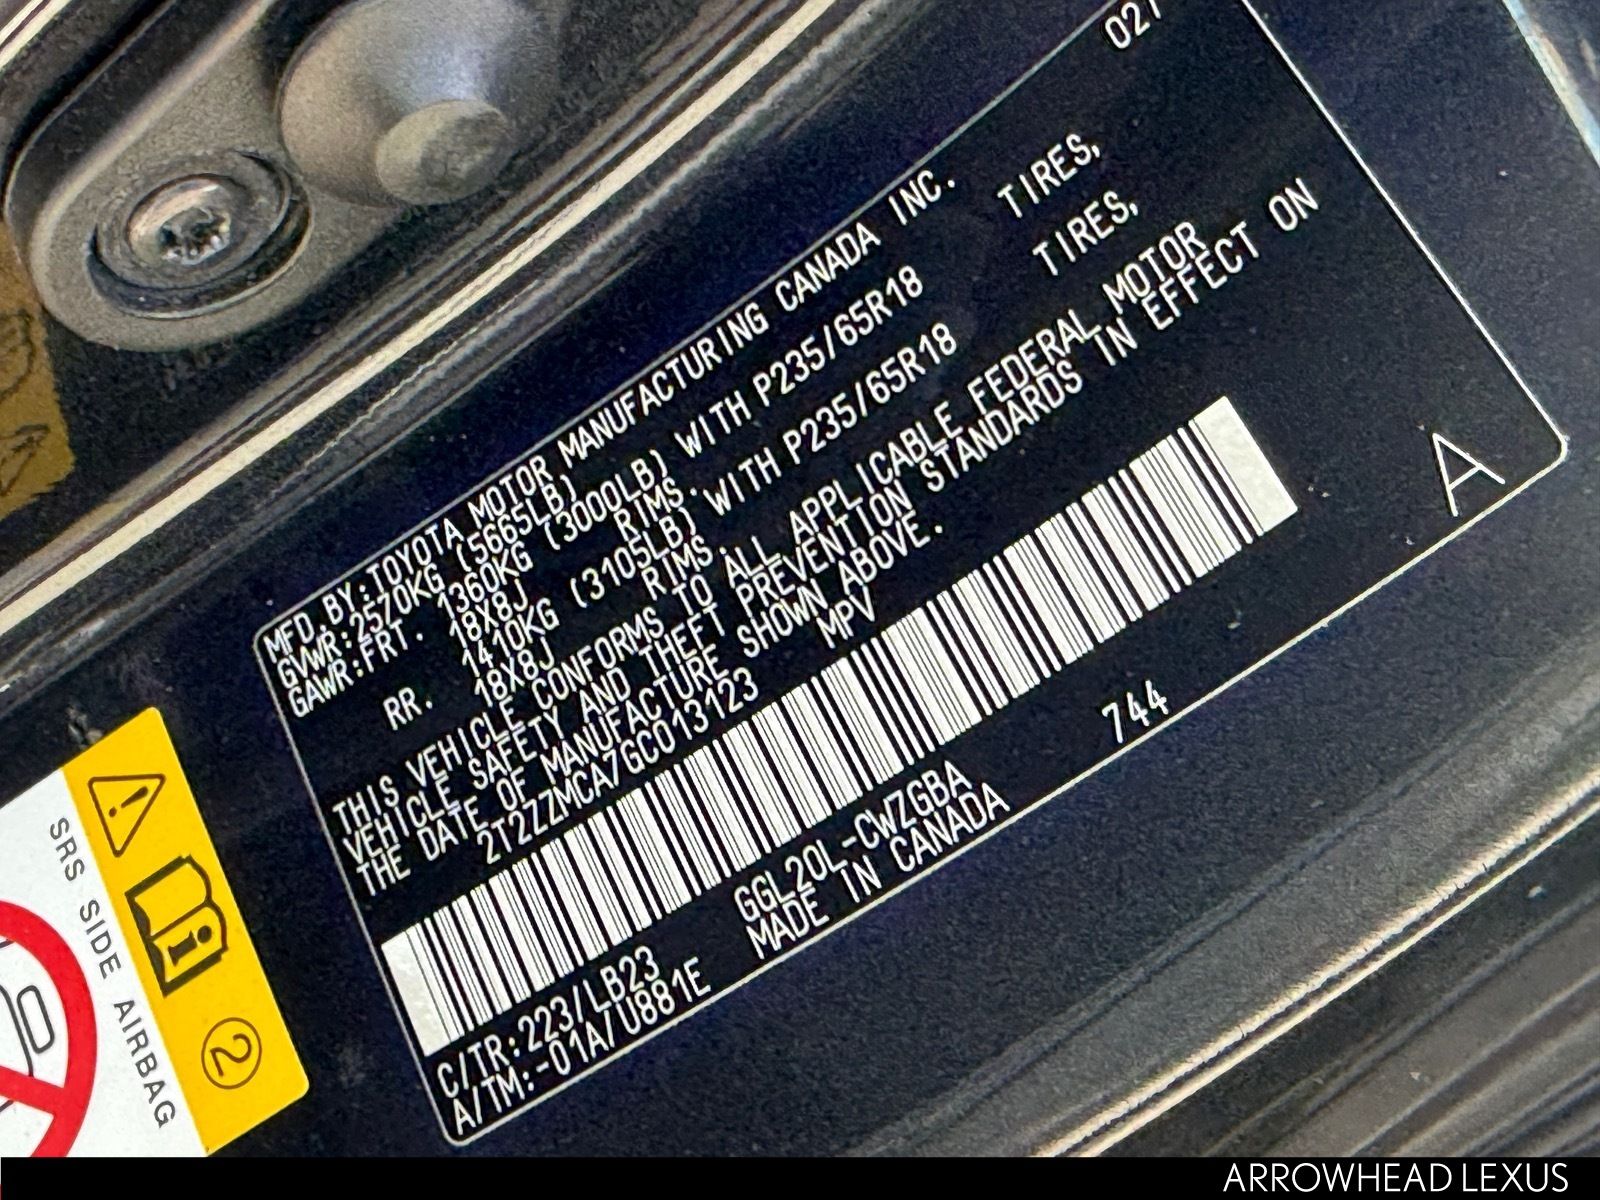 027
MFD. BY:TOYOTA MOTOR MANUFACTURING CANADA INC.
GVWR:2570KG (5665LB)
GAWR:FRT. 1360KG (3000LB) WITH P235/65R18 TIRES,
18X8J RIMS.
RR. 1410KG (3105LB) WITH P235/65R18 TIRES,
18X8J RIMS.
THIS VEHICLE CONFORMS TO ALL APPLICABLE FEDERAL MOTOR
VEHICLE SAFETY AND THEFT PREVENTION STANDARDS IN EFFECT ON
THE DATE OF MANUFACTURE SHOWN ABOVE.
2T2ZZMCA7GC013123 MPV
A
C/TR:223/LB23 GGL20L-CWZGBA 744
A/TM:-01A/U881E MADE IN CANADA
SRS SIDE AIRBAG
2
ARROWHEAD LEXUS